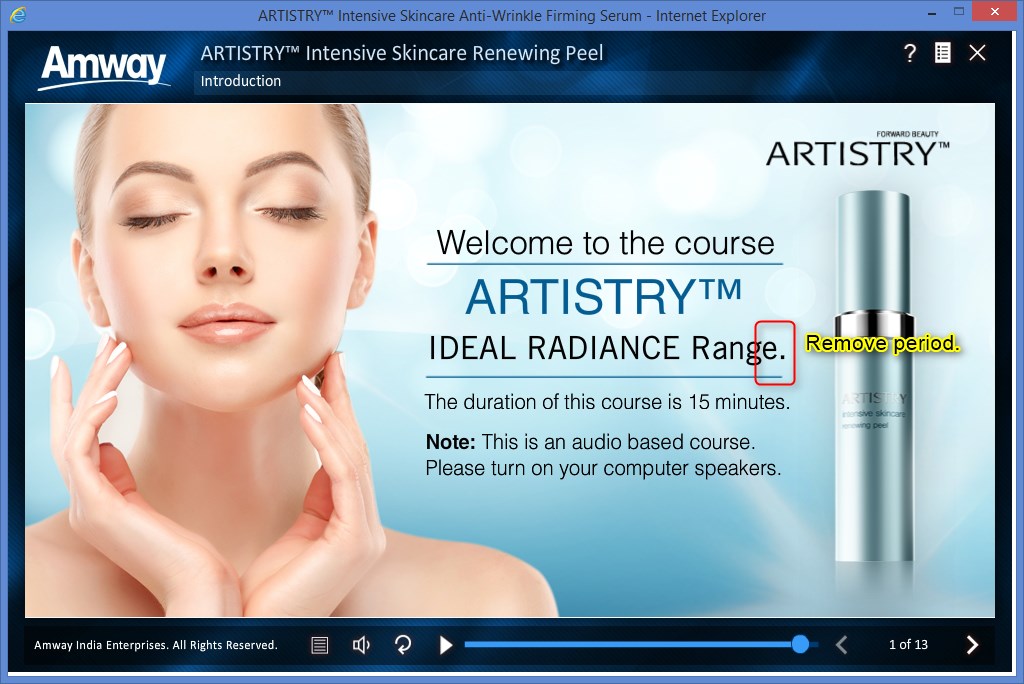 ARTISTRY™ Intensive Skincare Anti-Wrinkle Firming Serum - Internet Explorer
Amway
ARTISTRY™ Intensive Skincare Renewing Peel
Introduction
FORWARD BEAUTY
ARTISTRY™
Welcome to the course
ARTISTRY™
IDEAL RADIANCE Range.
Remove period.
The duration of this course is 15 minutes.
Note: This is an audio based course.
Please turn on your computer speakers.
ARTISTRY
intensive skincare
renewing peel
Amway India Enterprises. All Rights Reserved.
1 of 13